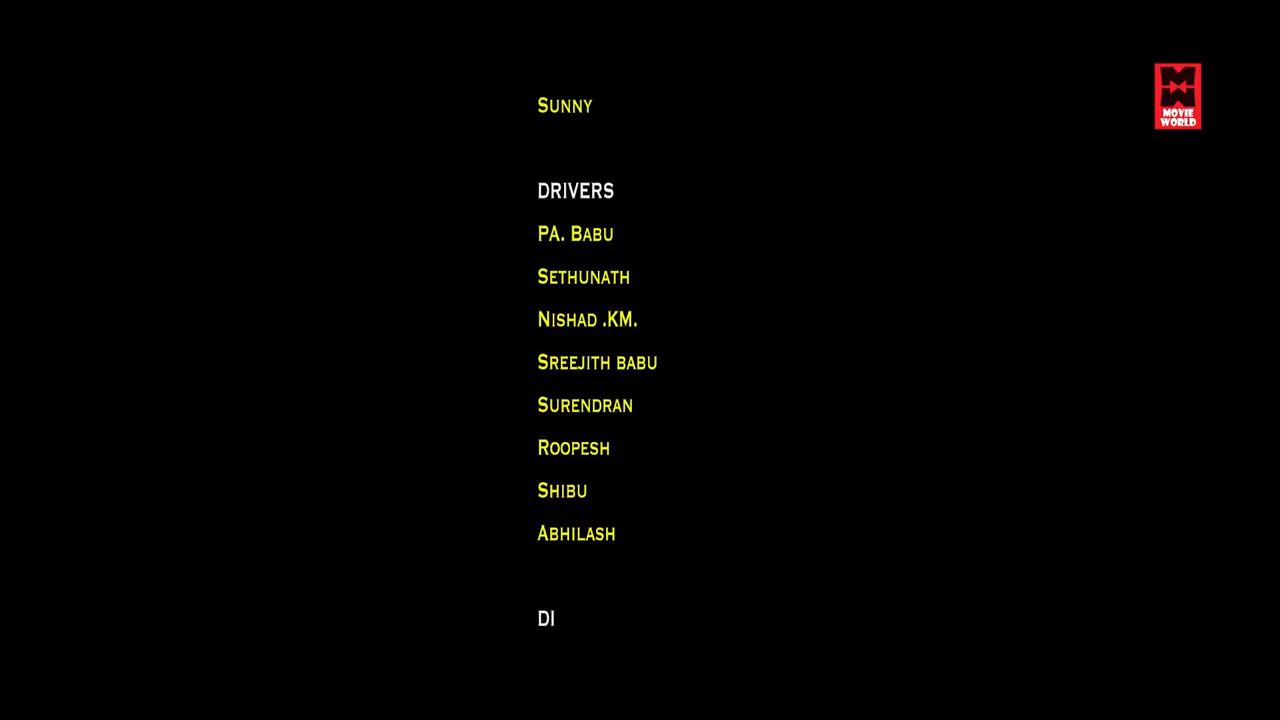 Sunny
DRIVERS
PA. Babu
Sethunath
Nishad .KM.
Sreejith babu
Surendran
Roopesh
Shibu
Abhilash
DI
MOVIE
WORLD